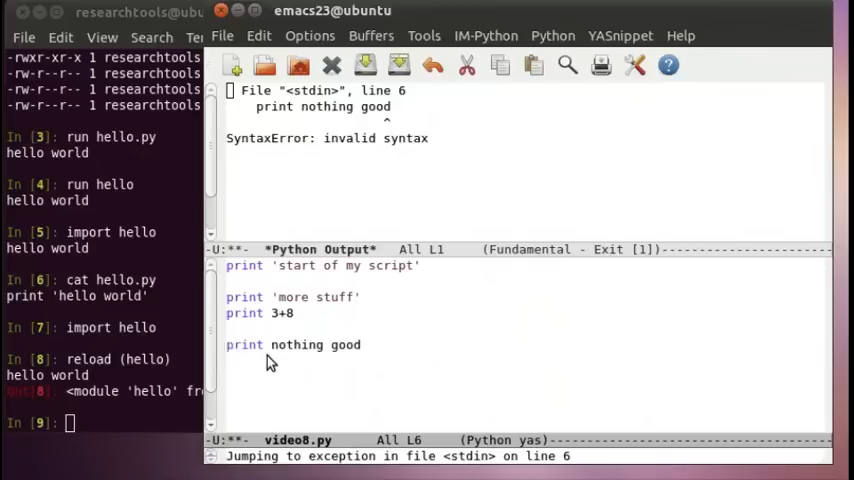 researchtools@ubu
File Edit View Search Te
-rwxr-xr-x 1 researchtools
-rw-r--r-- 1 researchtools
-rw-r--r-- 1 researchtools
-rw-r--r-- 1 researchtools
In [3]: run hello.py
hello world
In [4]: run hello
hello world
In [5]: import hello
hello world
In [6]: cat hello.py
print 'hello world'
In [7]: import hello
In [8]: reload (hello)
hello world
Out[8]: <module 'hello' fr
In [9]:
emacs23@ubuntu
File Edit Options Buffers Tools IM-Python Python YASnippet Help
File "<stdin>", line 6
print nothing good
^
SyntaxError: invalid syntax
-U:**- *Python Output* All L1 (Fundamental - Exit [1])--------------------
print 'start of my script'
print 'more stuff'
print 3+8
print nothing good
-U:**- video8.py All L6 (Python yas)-----------------------------------
Jumping to exception in file <stdin> on line 6